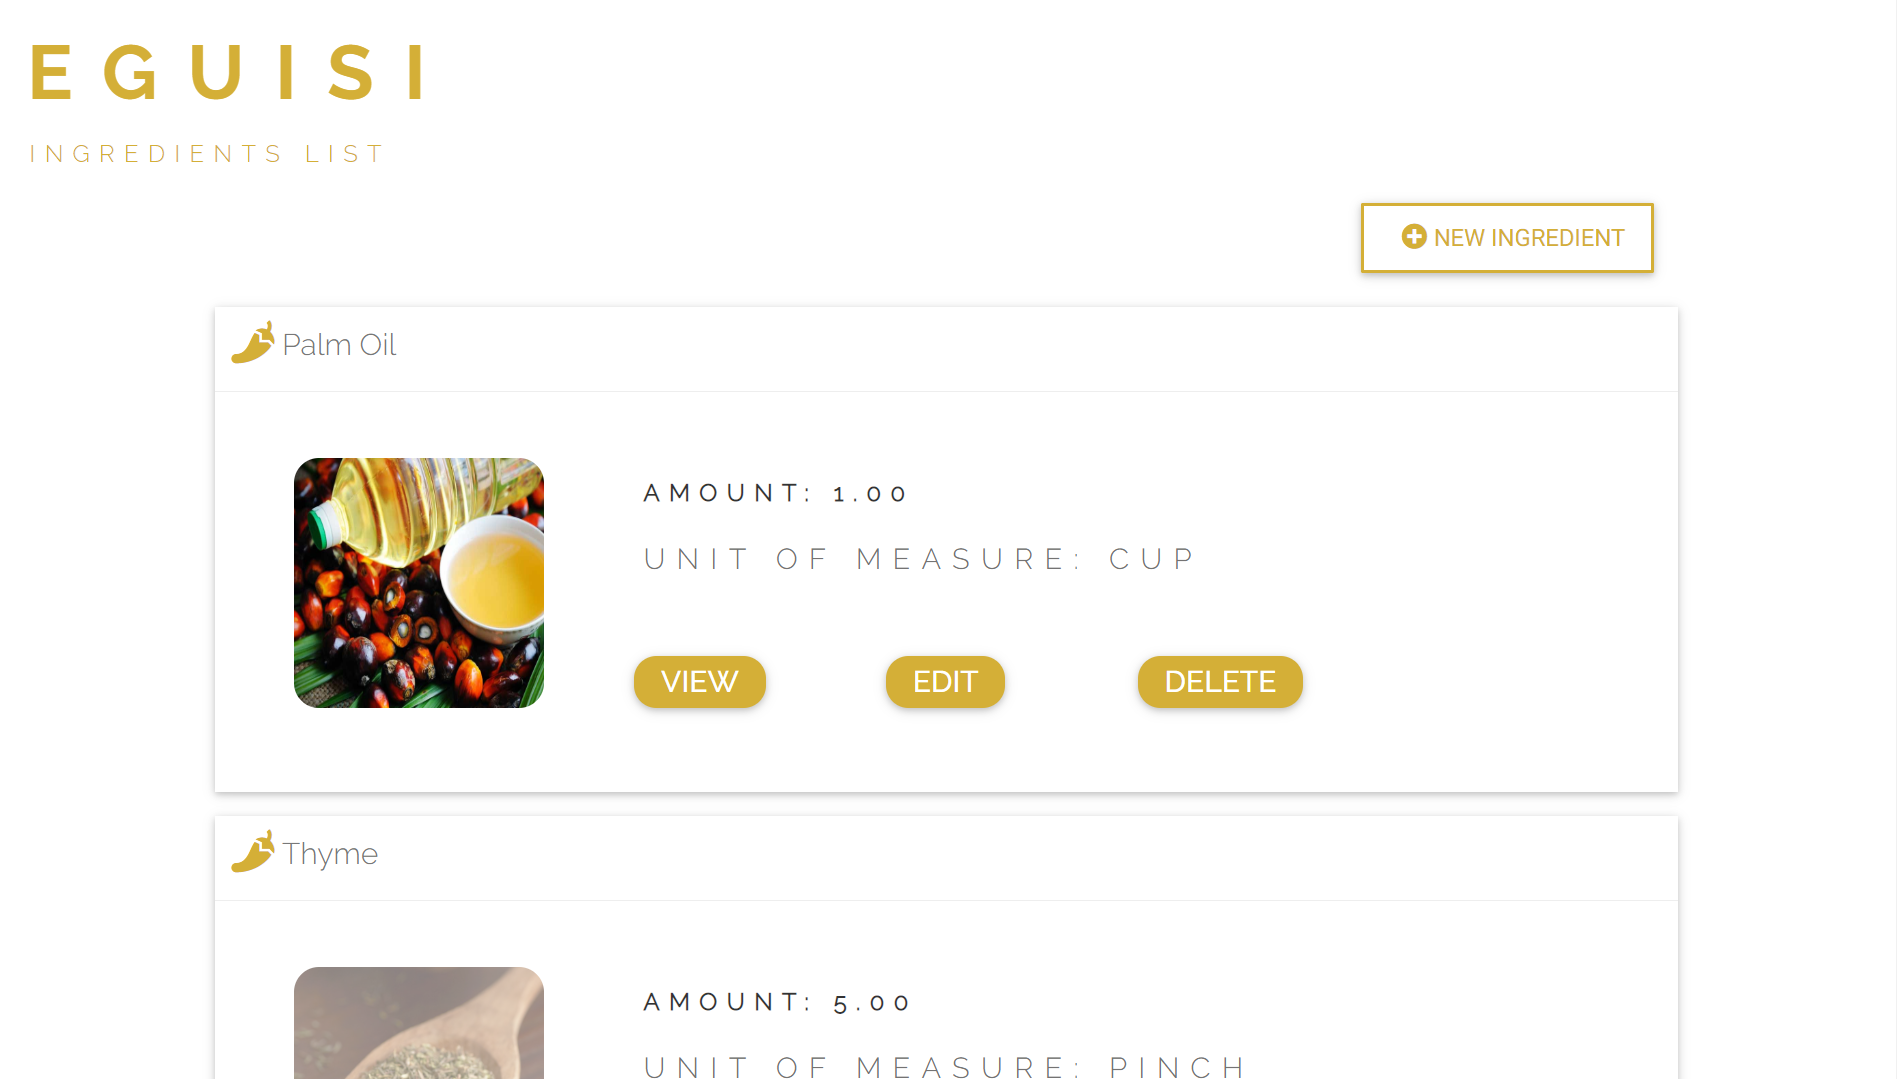 EGUISI
INGREDIENTS LIST
NEW INGREDIENT
Palm Oil
AMOUNT: 1.00
UNIT OF MEASURE: CUP
VIEW EDIT DELETE
Thyme
AMOUNT: 5.00
UNIT OF MEASURE: PINCH